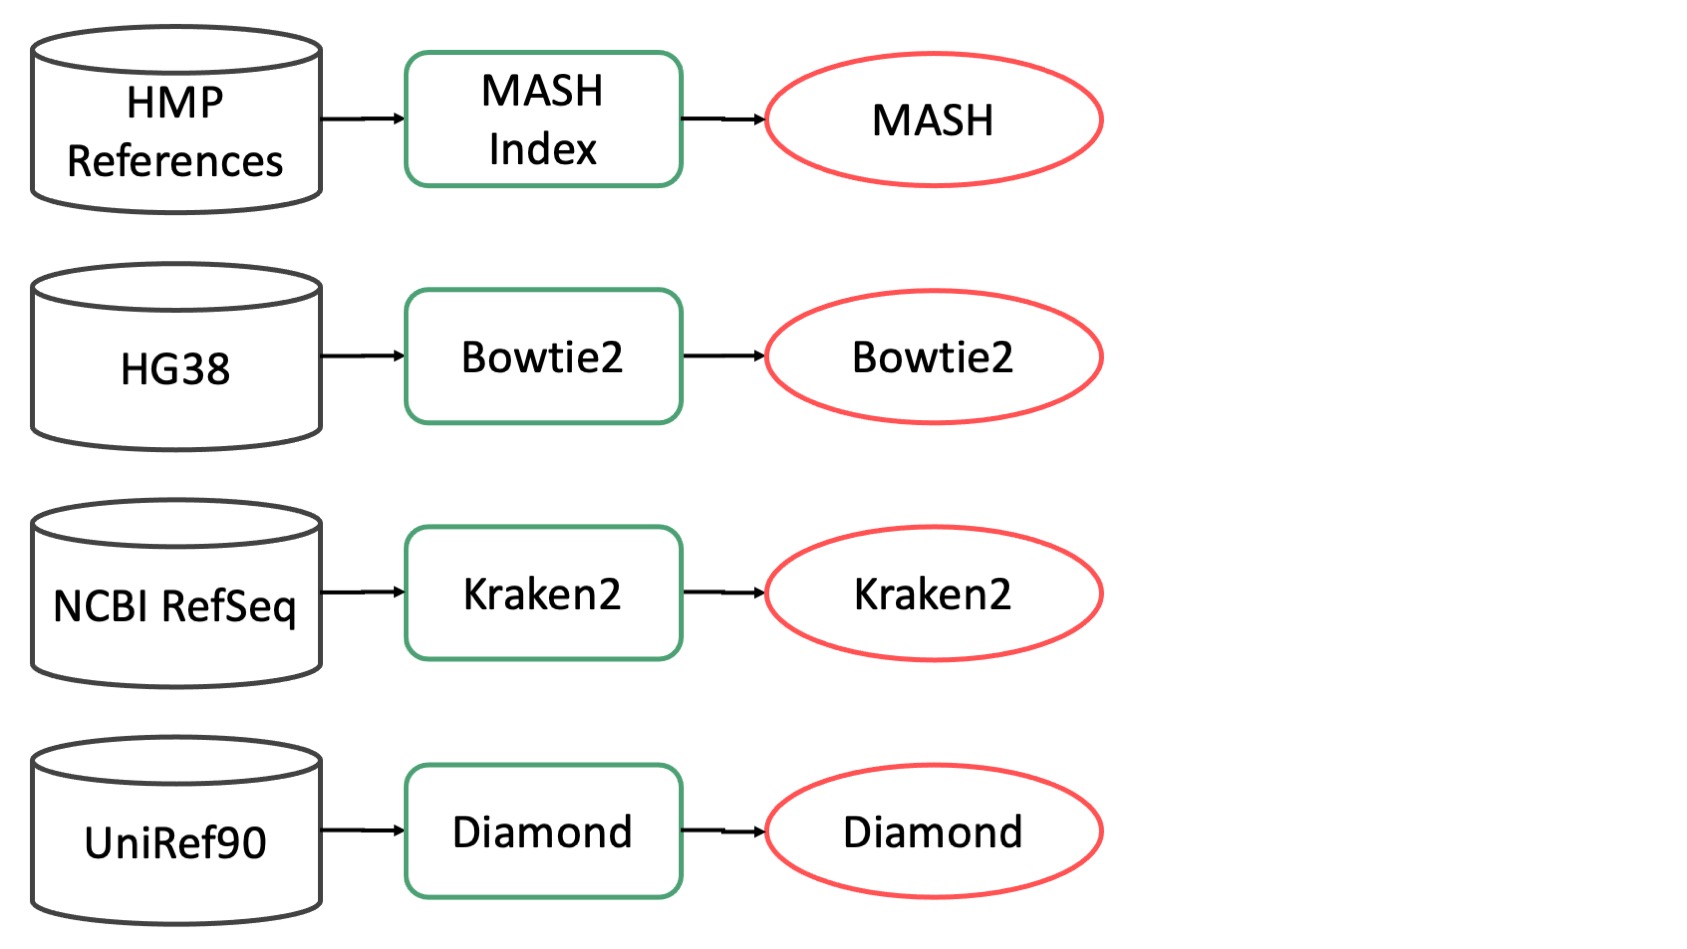 HMP
References
MASH
Index
MASH
HG38
Bowtie2
Bowtie2
NCBI RefSeq
Kraken2
Kraken2
UniRef90
Diamond
Diamond